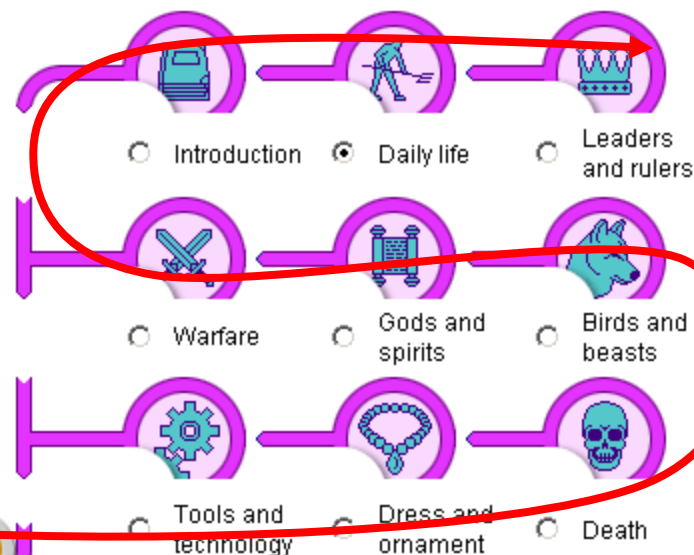 Introduction
Daily life
Leaders
and rulers
Warfare
Gods and
spirits
Birds and
beasts
Tools and
technology
Dress and
ornament
Death